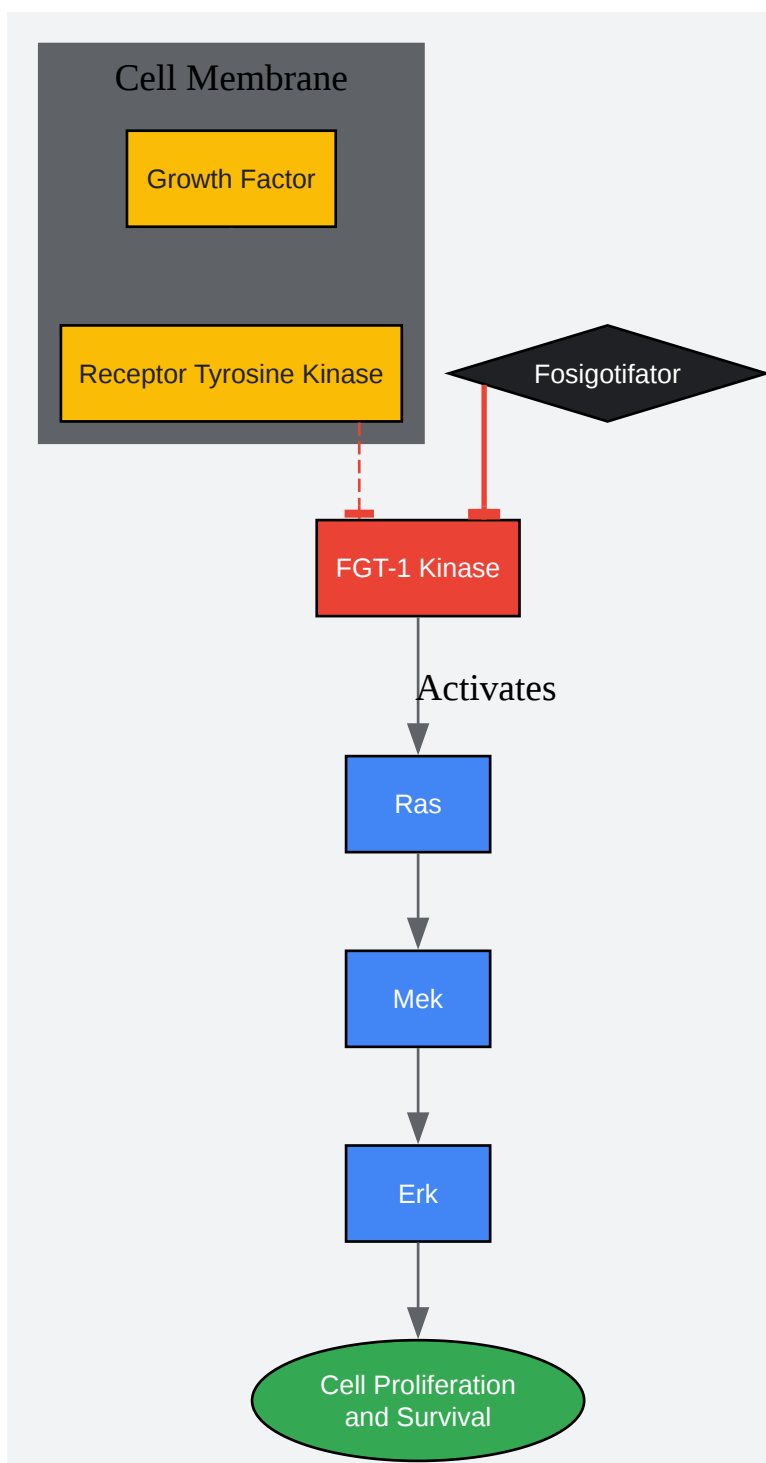 Cell Membrane
Growth Factor
Receptor Tyrosine Kinase
Fosigotifator
FGT-1 Kinase
Activates
Ras
Mek
Erk
Cell Proliferation
and Survival